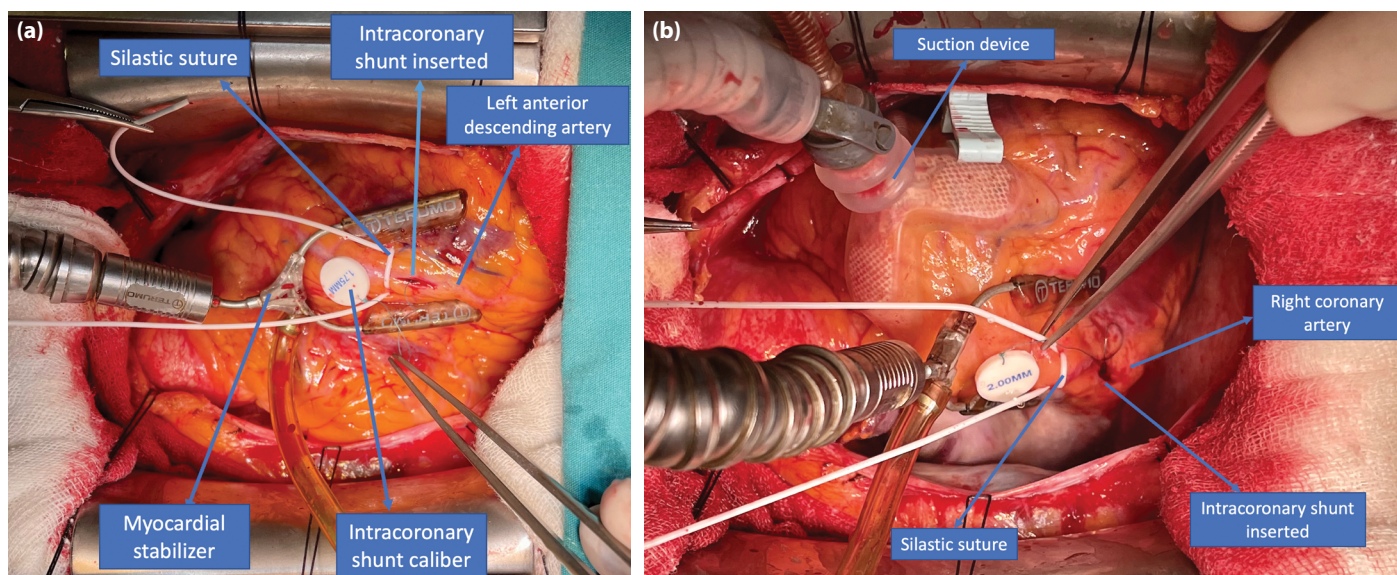 (a)
Silastic suture
Intracoronary
shunt inserted
Left anterior
descending artery
TERUMO
TERUMO
1.75MM
Myocardial
stabilizer
Intracoronary
shunt caliber
(b)
Suction device
TERUMO
2.00MM
Right coronary
artery
Silastic suture
Intracoronary shunt
inserted